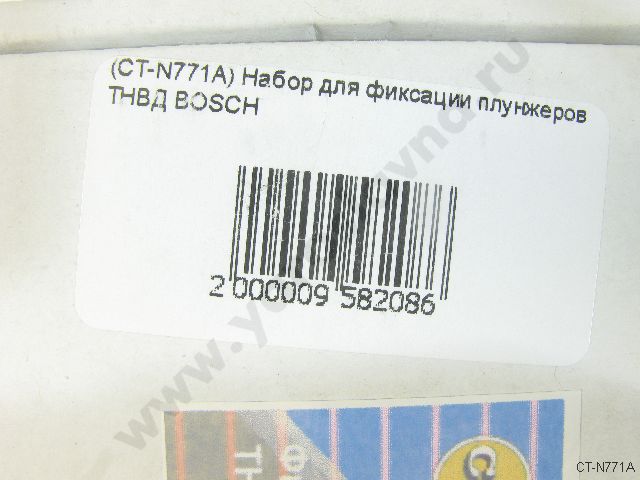 (CT-N771A) Набор для фиксации плунжеров
ТНВД BOSCH
2 000009 582086
CT-N771A